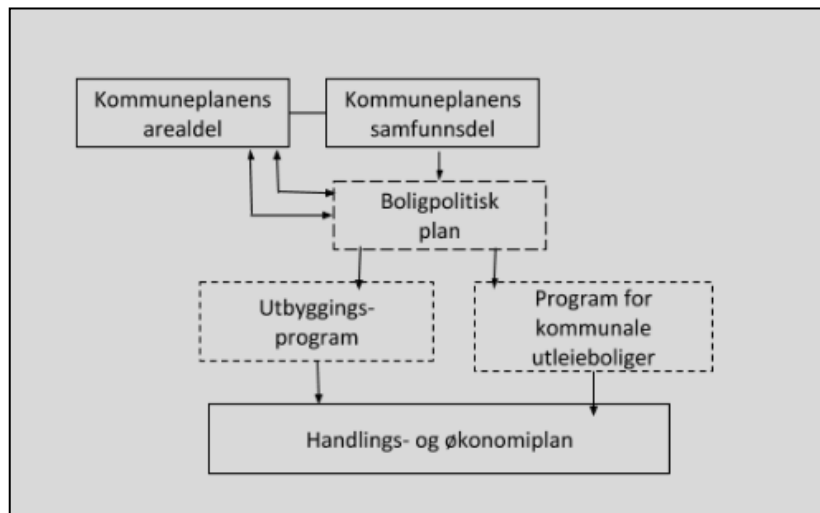 Kommuneplanens
arealdel
Kommuneplanens
samfunnsdel
Boligpolitisk
plan
Utbyggings-
program
Program for
kommunale
utleieboliger
Handlings- og økonomiplan